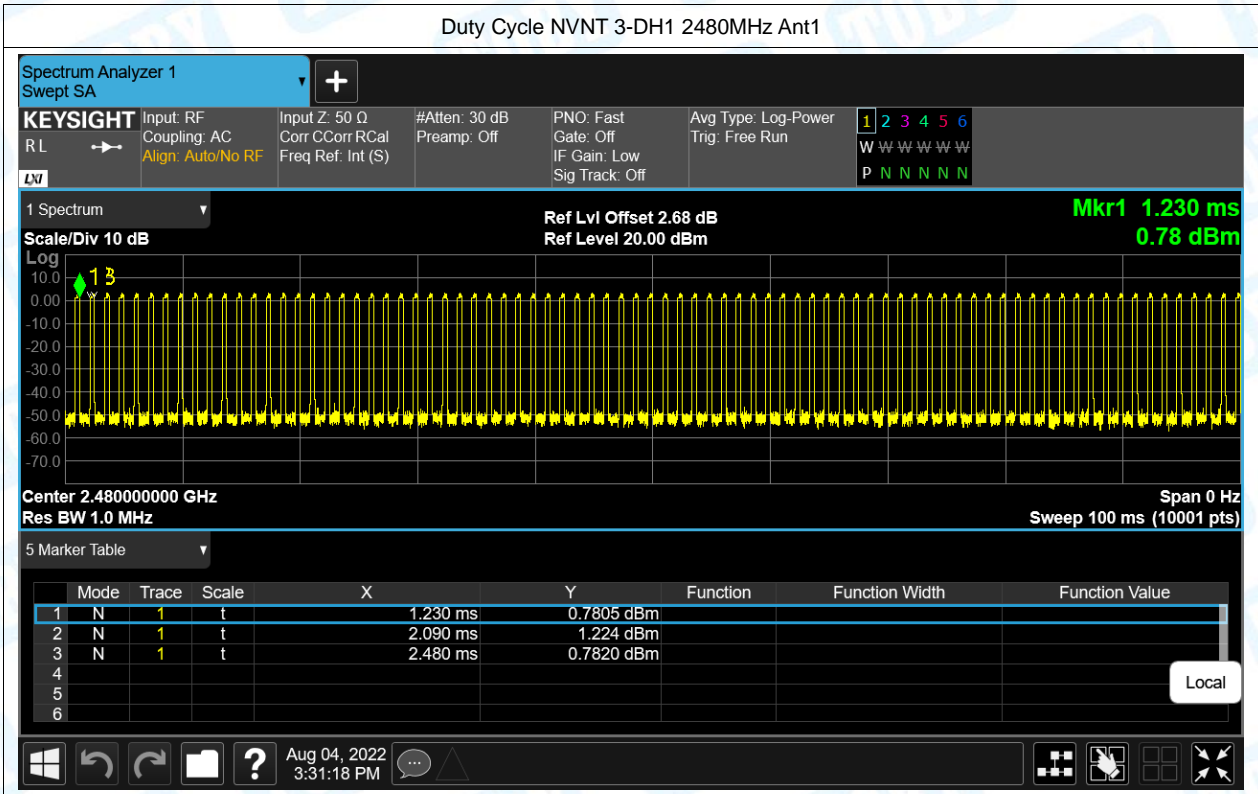 Duty Cycle NVNT 3-DH1 2480MHz Ant1
Spectrum Analyzer 1
Swept SA
+
KEYSIGHT
RL
LXI
Input: RF
Coupling: AC
Align: Auto/No RF
Input Z: 50 Ω
Corr CCorr RCal
Freq Ref: Int (S)
#Atten: 30 dB
Preamp: Off
PNO: Fast
Gate: Off
IF Gain: Low
Sig Track: Off
Avg Type: Log-Power
Trig: Free Run
1 2 3 4 5 6
W W W W W W
P N N N N N
1 Spectrum
Scale/Div 10 dB
Ref Lvl Offset 2.68 dB
Ref Level 20.00 dBm
Mkr1 1.230 ms
0.78 dBm
Log
10.0
0.00
-10.0
-20.0
-30.0
-40.0
-50.0
-60.0
-70.0
1 3
Center 2.480000000 GHz
Res BW 1.0 MHz
Span 0 Hz
Sweep 100 ms (10001 pts)
5 Marker Table
Mode Trace Scale X Y Function Function Width Function Value
1 N 1 t 1.230 ms 0.7805 dBm
2 N 1 t 2.090 ms 1.224 dBm
3 N 1 t 2.480 ms 0.7820 dBm
4
5
6
Local
?
Aug 04, 2022
3:31:18 PM